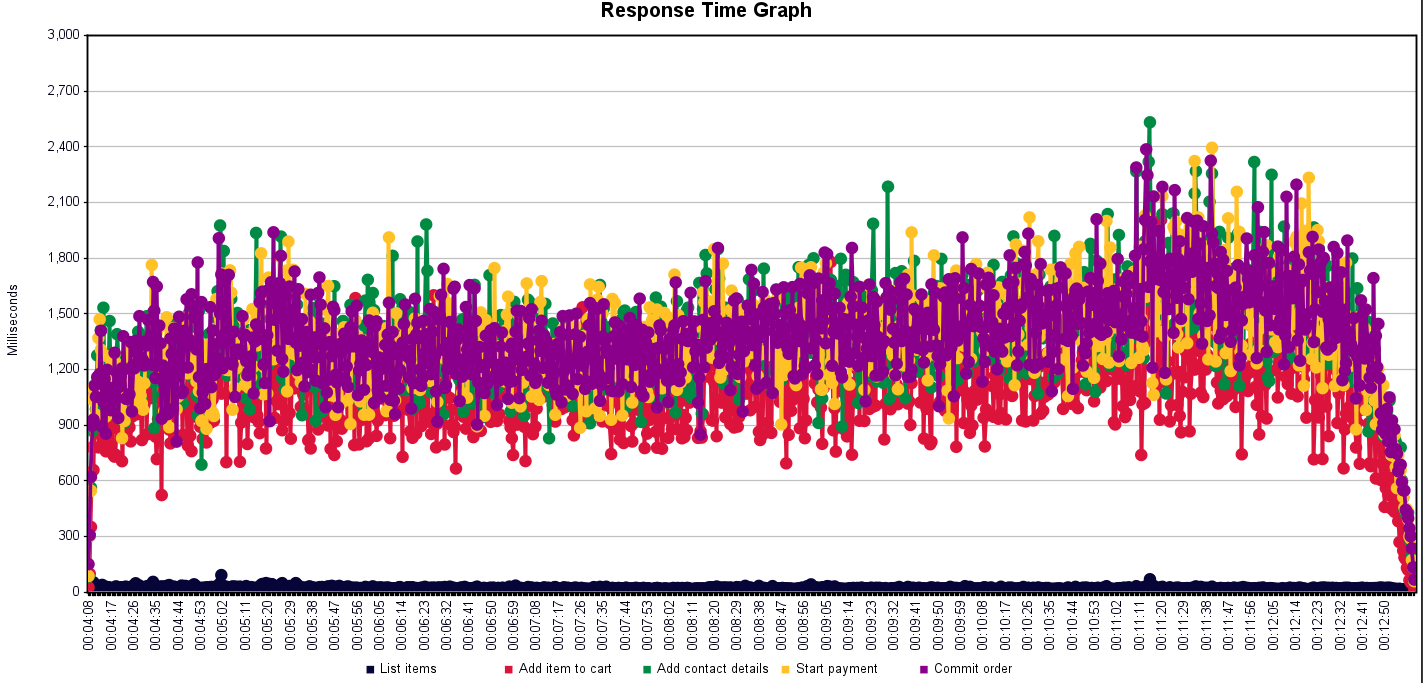 Response Time Graph
3,000
2,700
2,400
2,100
1,800
1,500
1,200
900
600
300
0
Milliseconds
00:04:08 00:04:17 00:04:26 00:04:35 00:04:44 00:04:53 00:05:02 00:05:11 00:05:20 00:05:29 00:05:38 00:05:47 00:05:56 00:06:05 00:06:14 00:06:23 00:06:32 00:06:41 00:06:50 00:06:59 00:07:08 00:07:17 00:07:26 00:07:35 00:07:44 00:07:53 00:08:02 00:08:11 00:08:20 00:08:29 00:08:38 00:08:47 00:08:56 00:09:05 00:09:14 00:09:23 00:09:32 00:09:41 00:09:50 00:09:59 00:10:08 00:10:17 00:10:26 00:10:35 00:10:44 00:10:53 00:11:02 00:11:11 00:11:20 00:11:29 00:11:38 00:11:47 00:11:56 00:12:05 00:12:14 00:12:23 00:12:32 00:12:41 00:12:50
List items Add item to cart Add contact details Start payment Commit order